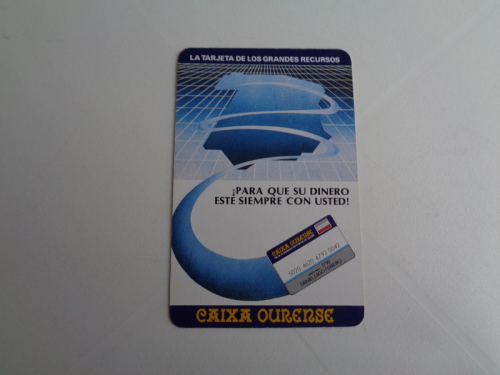 LA TARJETA DE LOS GRANDES RECURSOS
¡PARA QUE SU DINERO
ESTÉ SIEMPRE CON USTED!
CAIXA OURENSE
CAIXA OURENSE